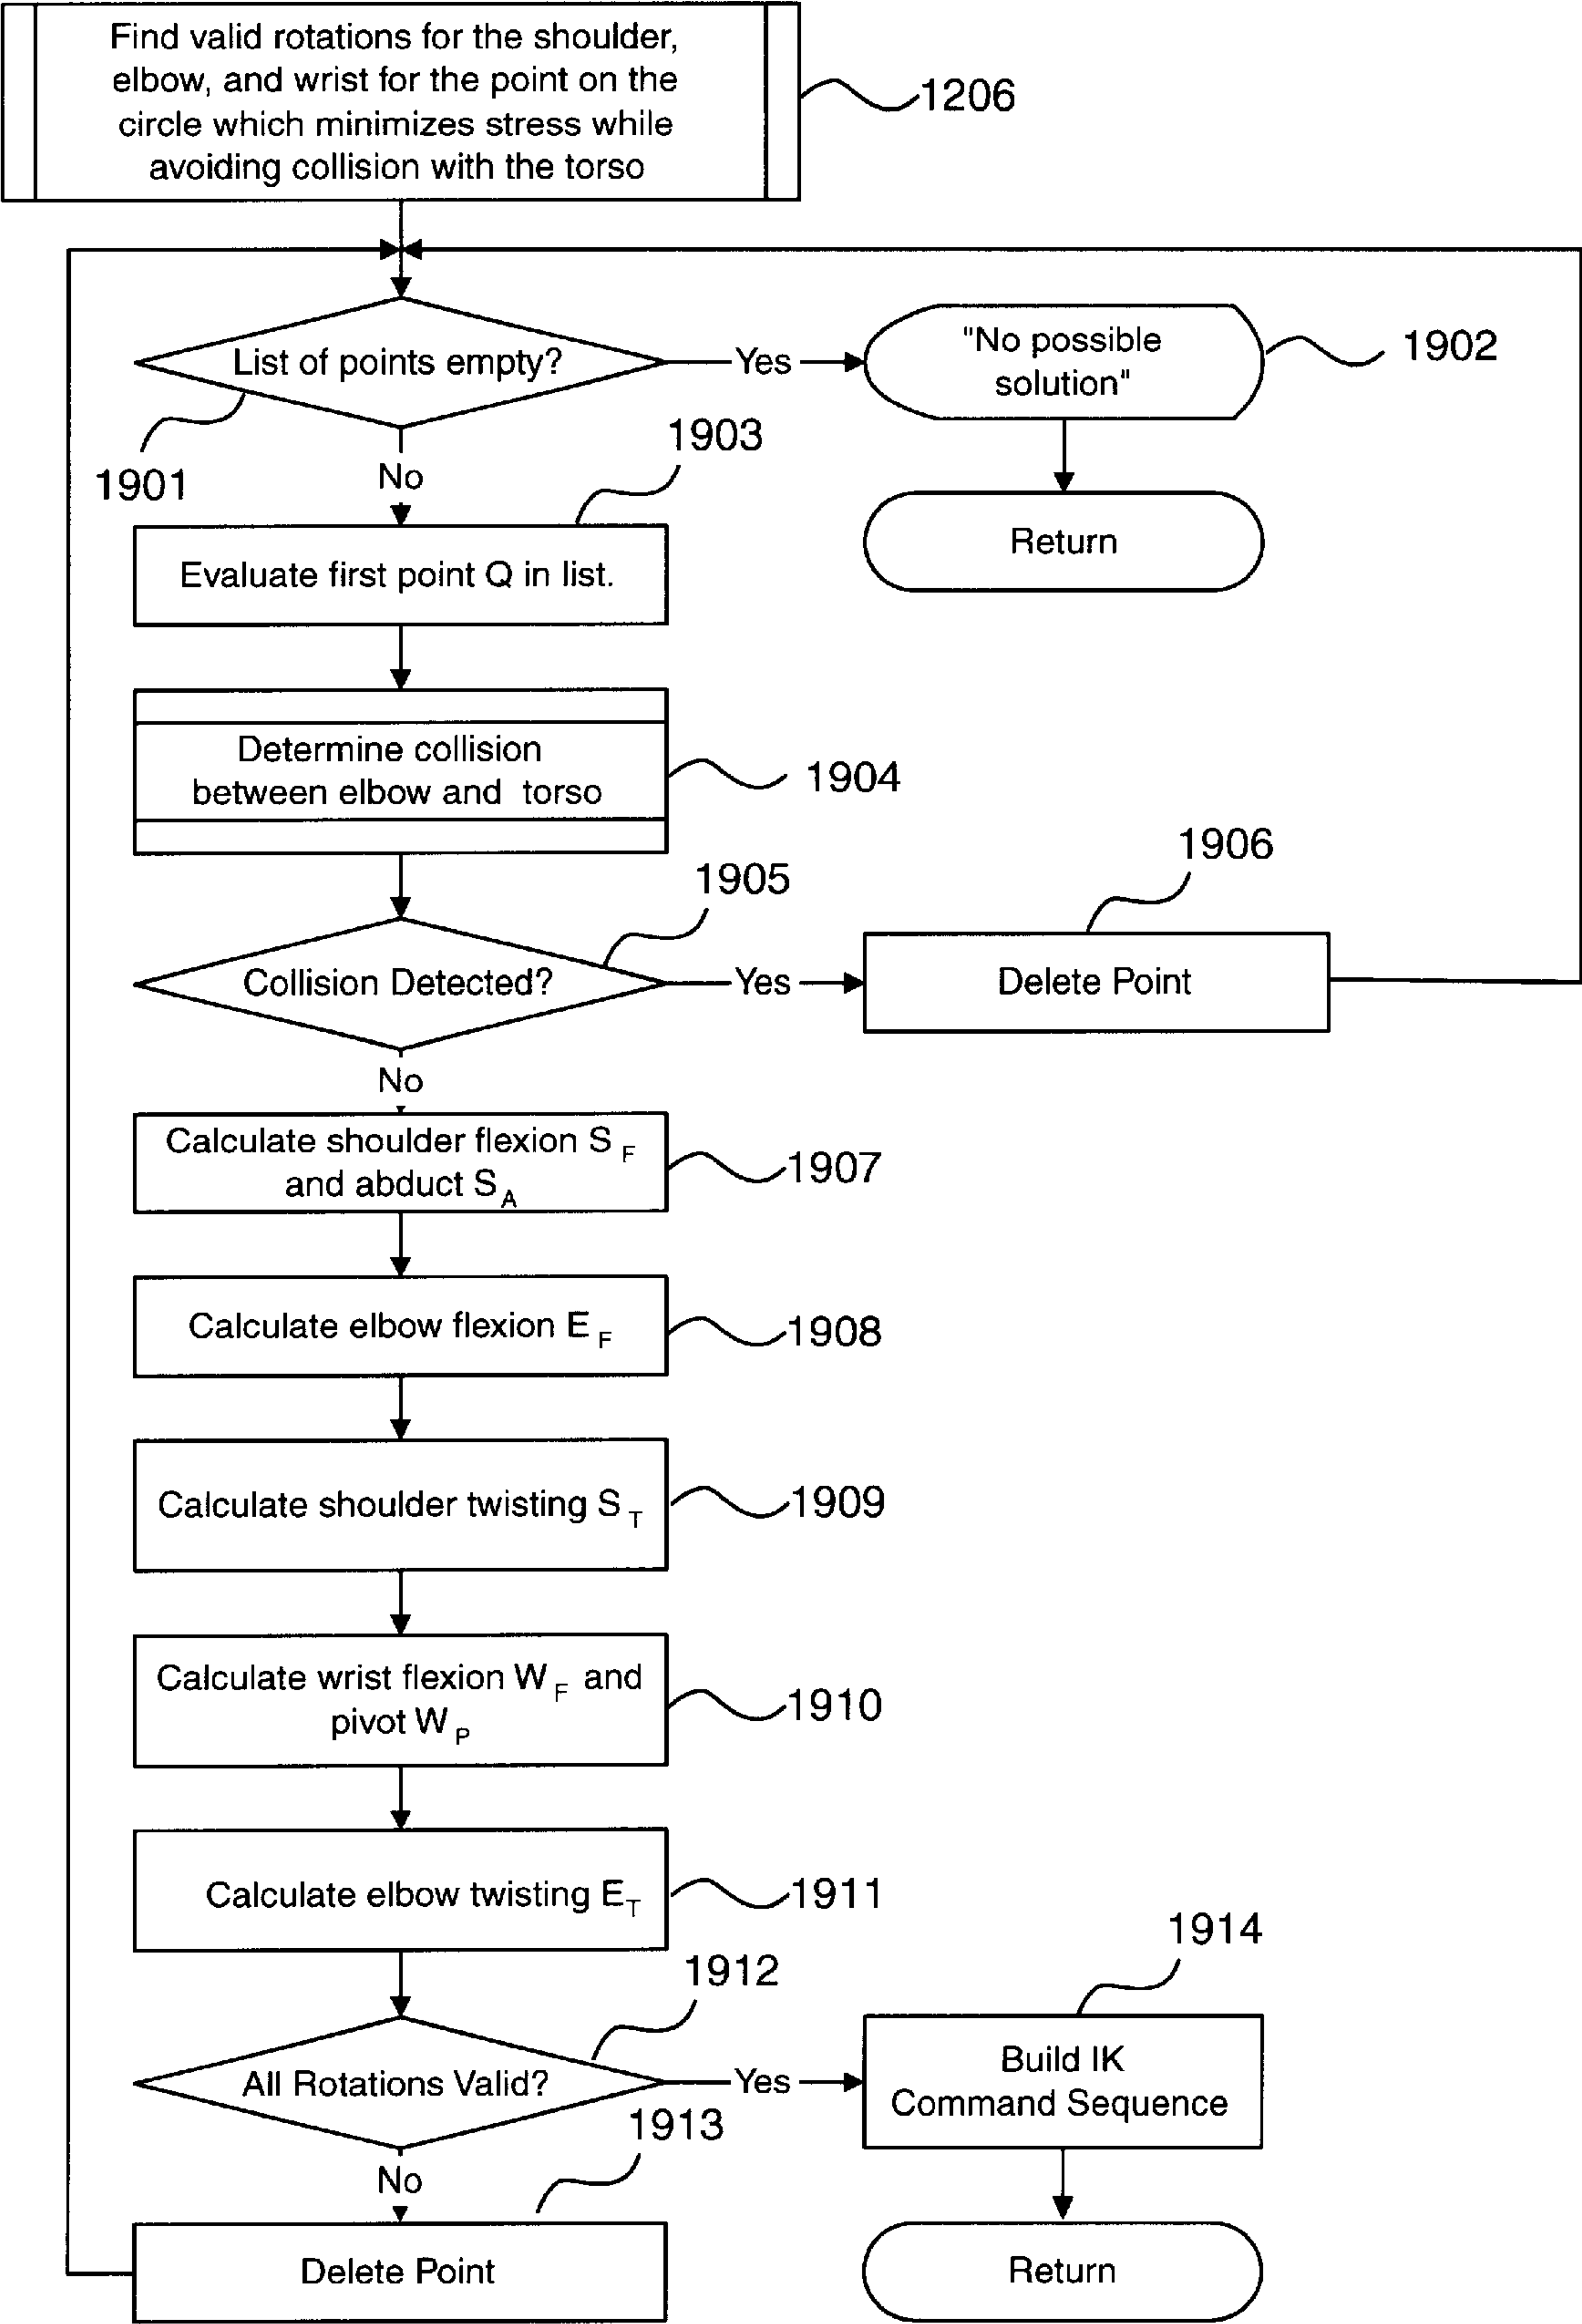 Find valid rotations for the shoulder,
elbow, and wrist for the point on the
circle which minimizes stress while
avoiding collision with the torso
1206
List of points empty?
Yes
"No possible
solution"
1902
1901
No
1903
Return
Evaluate first point Q in list.
Determine collision
between elbow and torso
1904
1905
1906
Collision Detected?
Yes
Delete Point
No
Calculate shoulder flexion S F
and abduct S A
1907
Calculate elbow flexion E F
1908
Calculate shoulder twisting S T
1909
Calculate wrist flexion W F and
pivot W P
1910
Calculate elbow twisting E T
1911
1912
1914
All Rotations Valid?
Yes
Build IK
Command Sequence
1913
No
Delete Point
Return